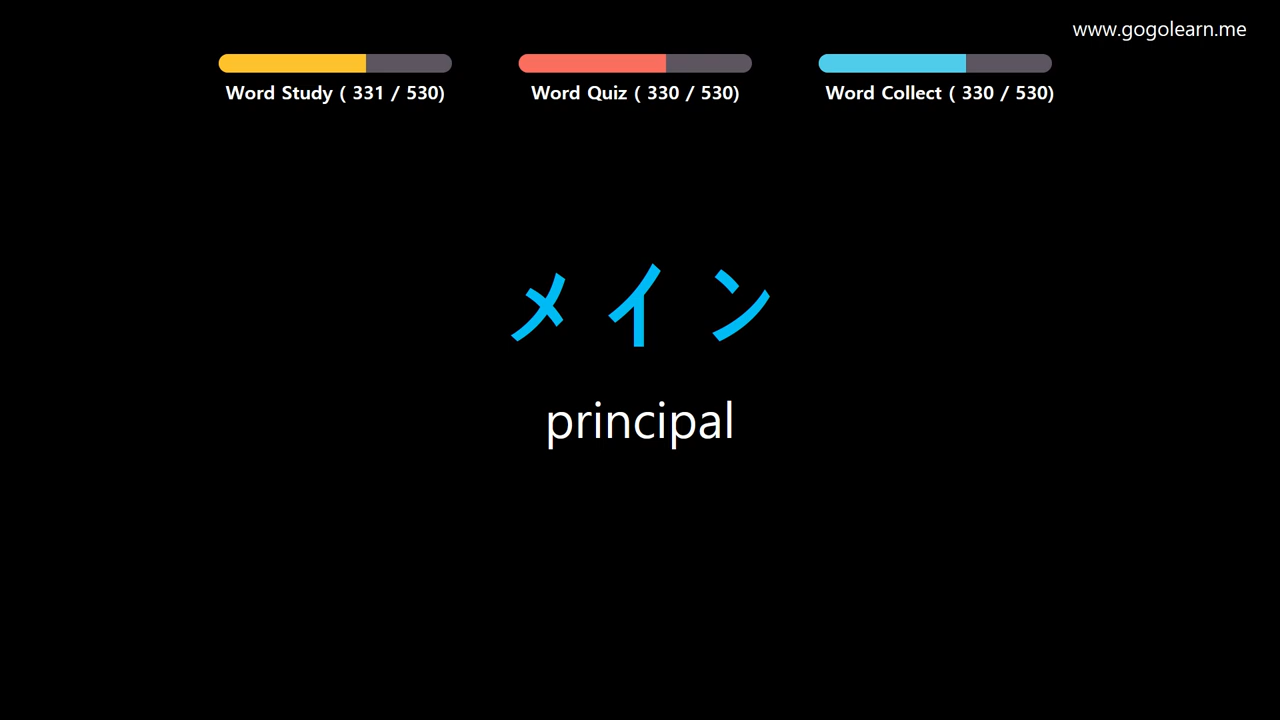 www.gogolearn.me
Word Study ( 331 / 530)
Word Quiz ( 330 / 530)
Word Collect ( 330 / 530)
メイン
principal